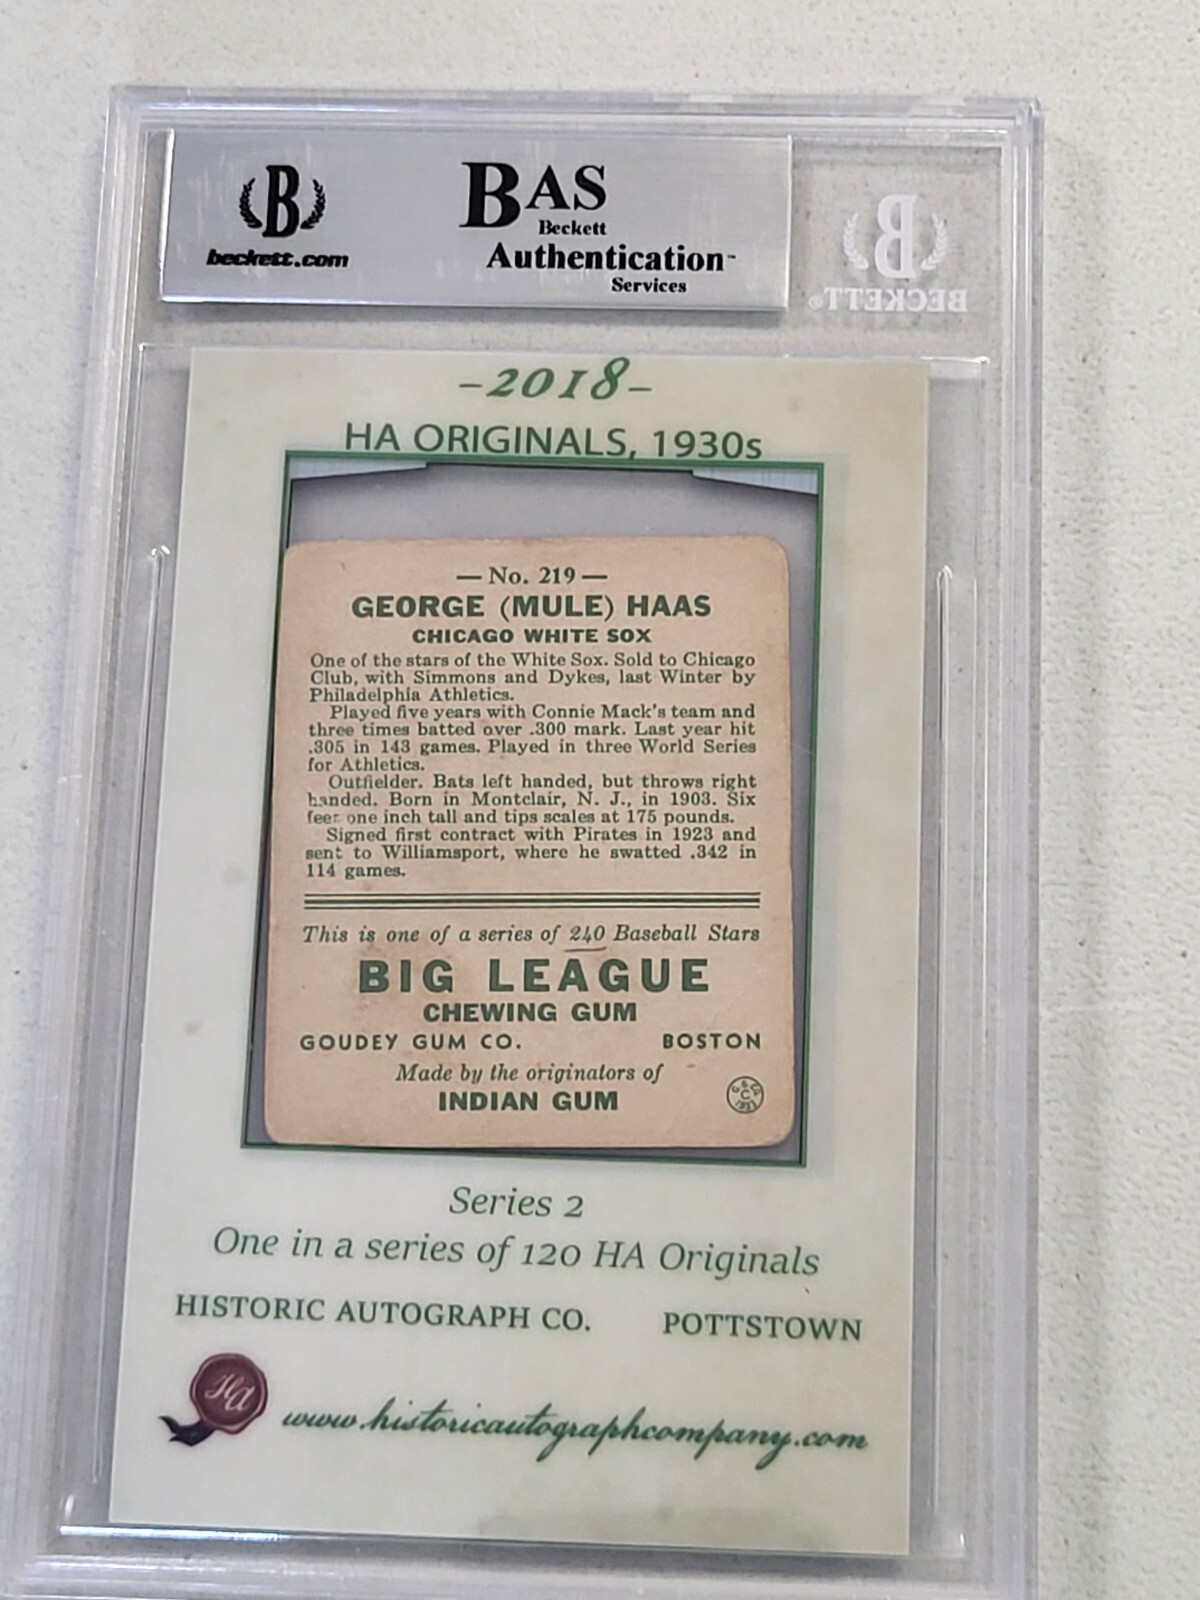 B
beckett.com
BAS
Beckett
Authentication™
Services
B
BECKETT®
-2018-
HA ORIGINALS, 1930s
— No. 219 —
GEORGE (MULE) HAAS
CHICAGO WHITE SOX
One of the stars of the White Sox. Sold to Chicago
Club, with Simmons and Dykes, last Winter by
Philadelphia Athletics.
Played five years with Connie Mack's team and
three times batted over .300 mark. Last year hit
.305 in 143 games. Played in three World Series
for Athletics.
Outfielder. Bats left handed, but throws right
handed. Born in Montclair, N. J., in 1903. Six
feet one inch tall and tips scales at 175 pounds.
Signed first contract with Pirates in 1923 and
sent to Williamsport, where he swatted .342 in
114 games.
This is one of a series of 240 Baseball Stars
BIG LEAGUE
CHEWING GUM
GOUDEY GUM CO. BOSTON
Made by the originators of
INDIAN GUM
Series 2
One in a series of 120 HA Originals
HISTORIC AUTOGRAPH CO. POTTSTOWN
HA
www.historicautographcompany.com